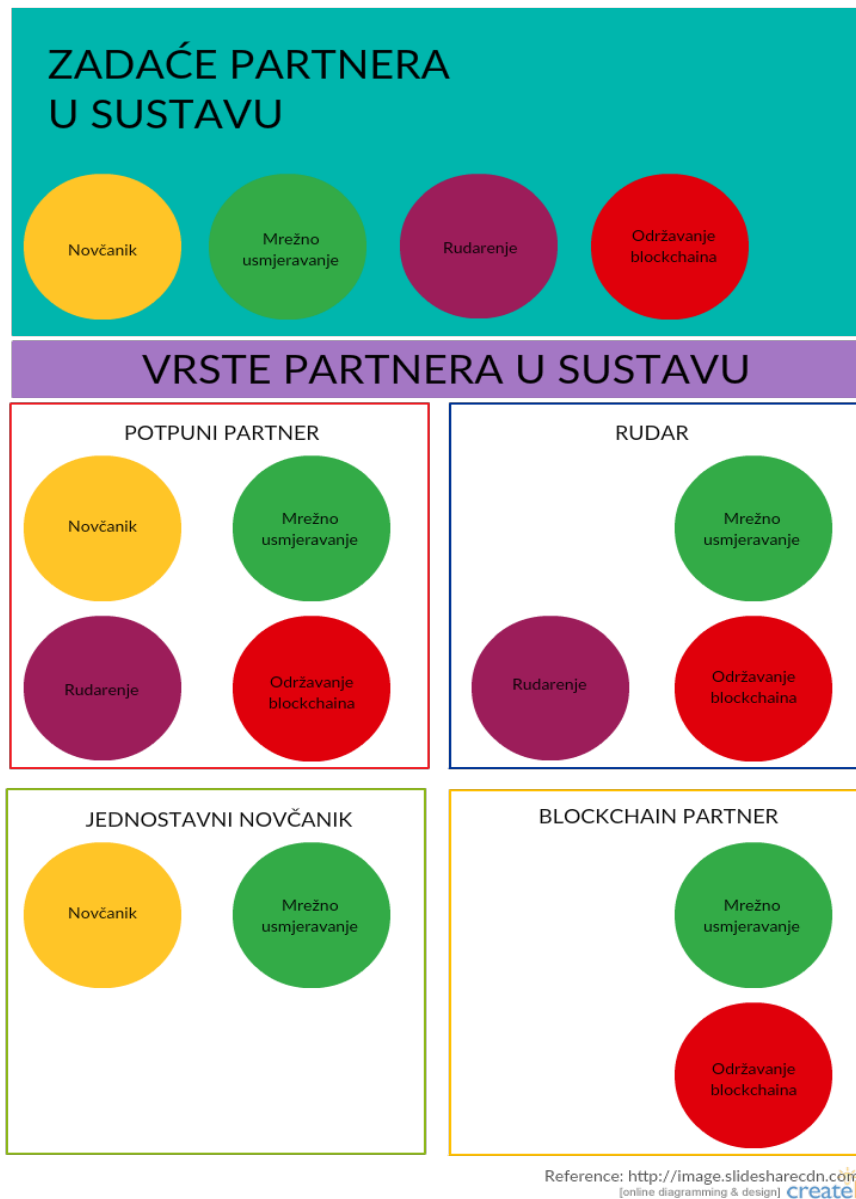 ZADAĆE PARTNERA
U SUSTAVU
Novčanik
Mrežno
usmjeravanje
Rudarenje
Održavanje
blockchaina
VRSTE PARTNERA U SUSTAVU
POTPUNI PARTNER
Novčanik
Mrežno
usmjeravanje
Rudarenje
Održavanje
blockchaina
RUDAR
Mrežno
usmjeravanje
Rudarenje
Održavanje
blockchaina
JEDNOSTAVNI NOVČANIK
Novčanik
Mrežno
usmjeravanje
BLOCKCHAIN PARTNER
Mrežno
usmjeravanje
Održavanje
blockchaina
Reference: http://image.slidesharecdn.com
[online diagramming & design] create